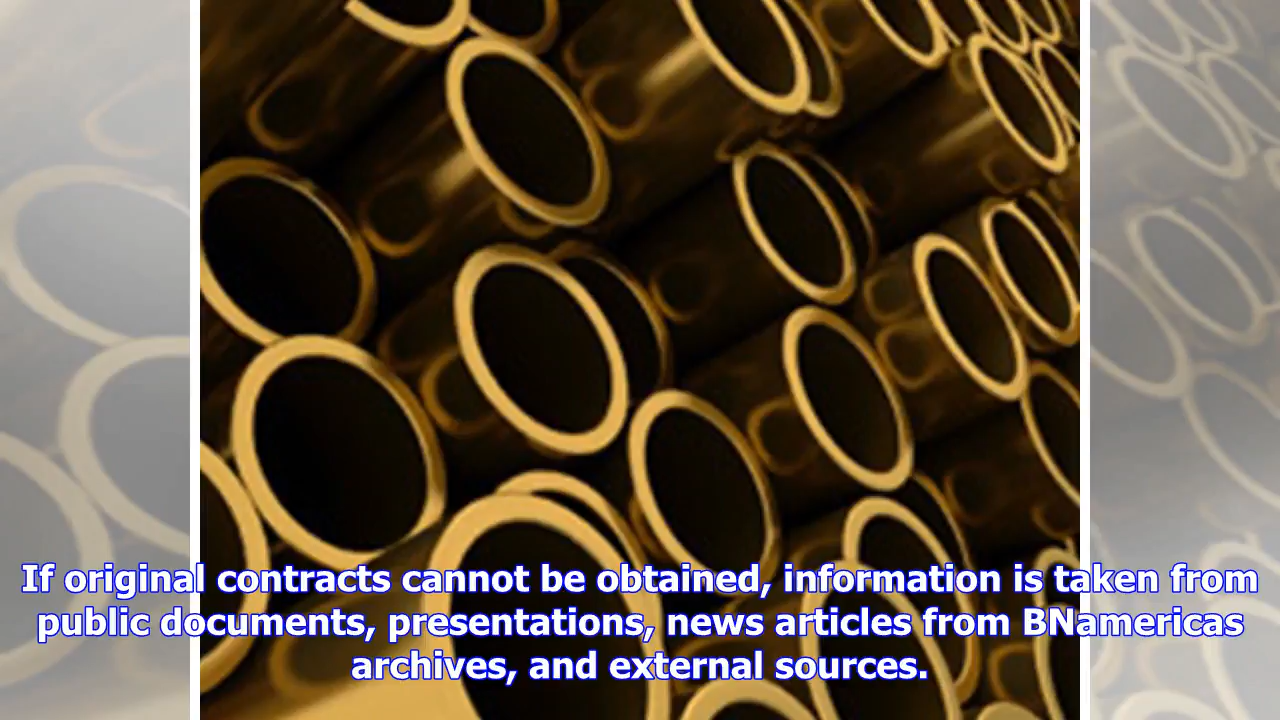 If original contracts cannot be obtained, information is taken from
public documents, presentations, news articles from BNamericas
archives, and external sources.